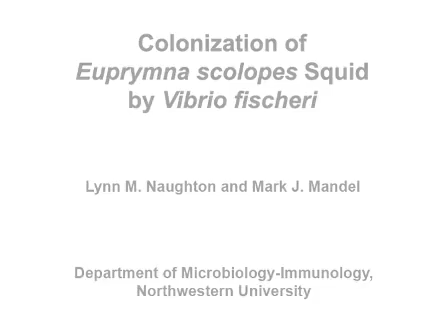 Colonization of
Euprymna scolopes Squid
by Vibrio fischeri
Lynn M. Naughton and Mark J. Mandel
Department of Microbiology-Immunology,
Northwestern University